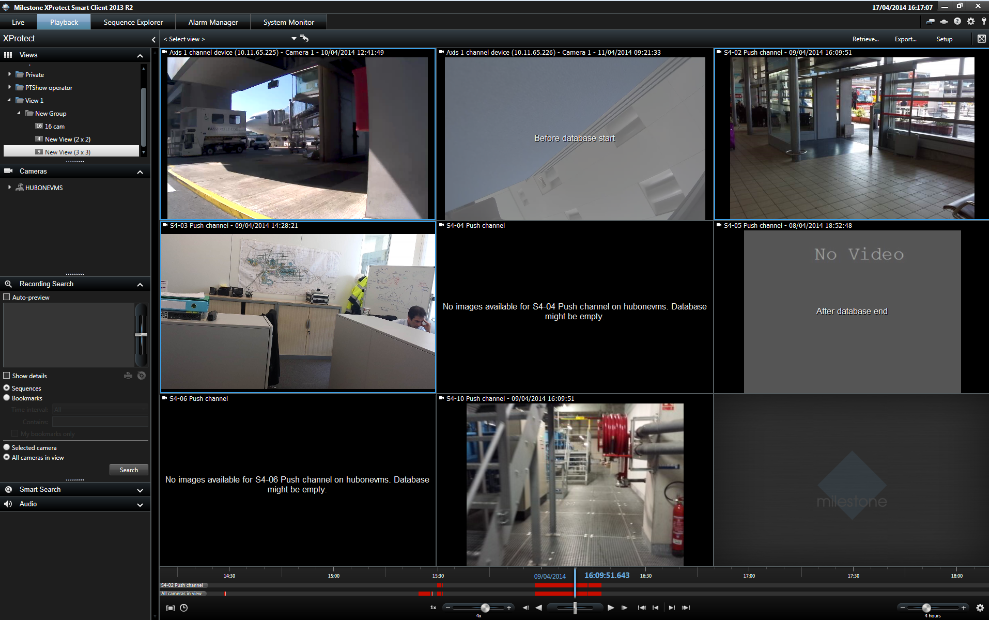 Milestone XProtect Smart Client 2013 R2
17/04/2014 16:17:07
Live
Playback
Sequence Explorer
Alarm Manager
System Monitor
XProtect
< Select view >
Retrieve...
Export...
Setup
Views
Private
PTShow operator
View 1
New Group
16 cam
New View (2 x 2)
New View (3 x 3)
Cameras
HUBONEVMS
Recording Search
Auto-preview
Show details
Sequences
Bookmarks
Time interval:
My bookmarks only
Selected camera
All cameras in view
Search
Smart Search
Audio
Axis 1 channel device (10.11.65.225) - Camera 1 - 10/04/2014 12:41:49
Axis 1 channel device (10.11.65.226) - Camera 1 - 11/04/2014 09:21:33
Before database start
S4-02 Push channel - 09/04/2014 16:09:51
S4-03 Push channel - 09/04/2014 14:28:21
S4-04 Push channel
No images available for S4-04 Push channel on hubonevms. Database
might be empty
S4-05 Push channel - 08/04/2014 18:52:48
No Video
After database end
S4-06 Push channel
No images available for S4-06 Push channel on hubonevms. Database
might be empty.
S4-10 Push channel - 09/04/2014 16:09:51
milestone
14:30
15:00
15:30
09/04/2014
16:09:51.643
16:30
17:00
17:30
18:00
S4-02 Push channel
All cameras in view
4 hours